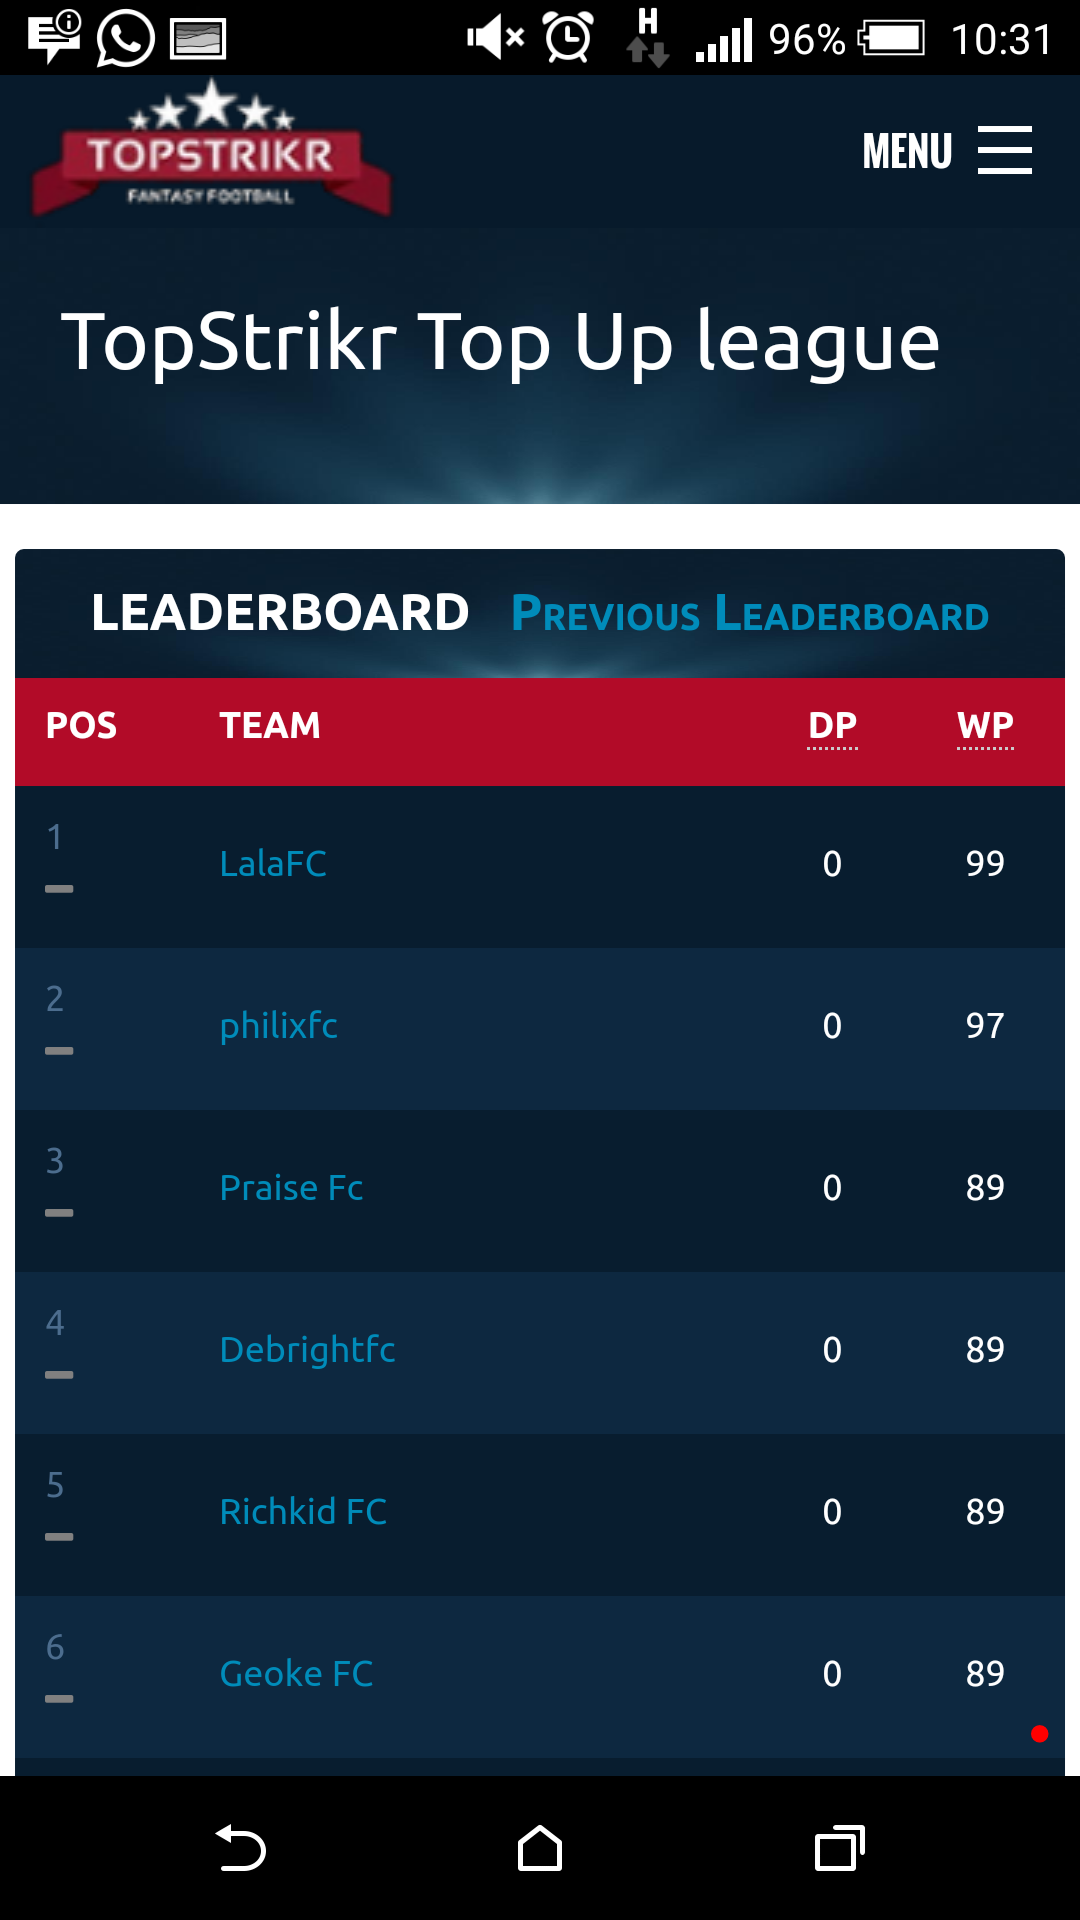 H 96% 10:31
TOPSTRIKR
FANTASY FOOTBALL
MENU
TopStrikr Top Up league
LEADERBOARD PREVIOUS LEADERBOARD
POS TEAM DP WP
1 LalaFC 0 99
2 philixfc 0 97
3 Praise Fc 0 89
4 Debrightfc 0 89
5 Richkid FC 0 89
6 Geoke FC 0 89